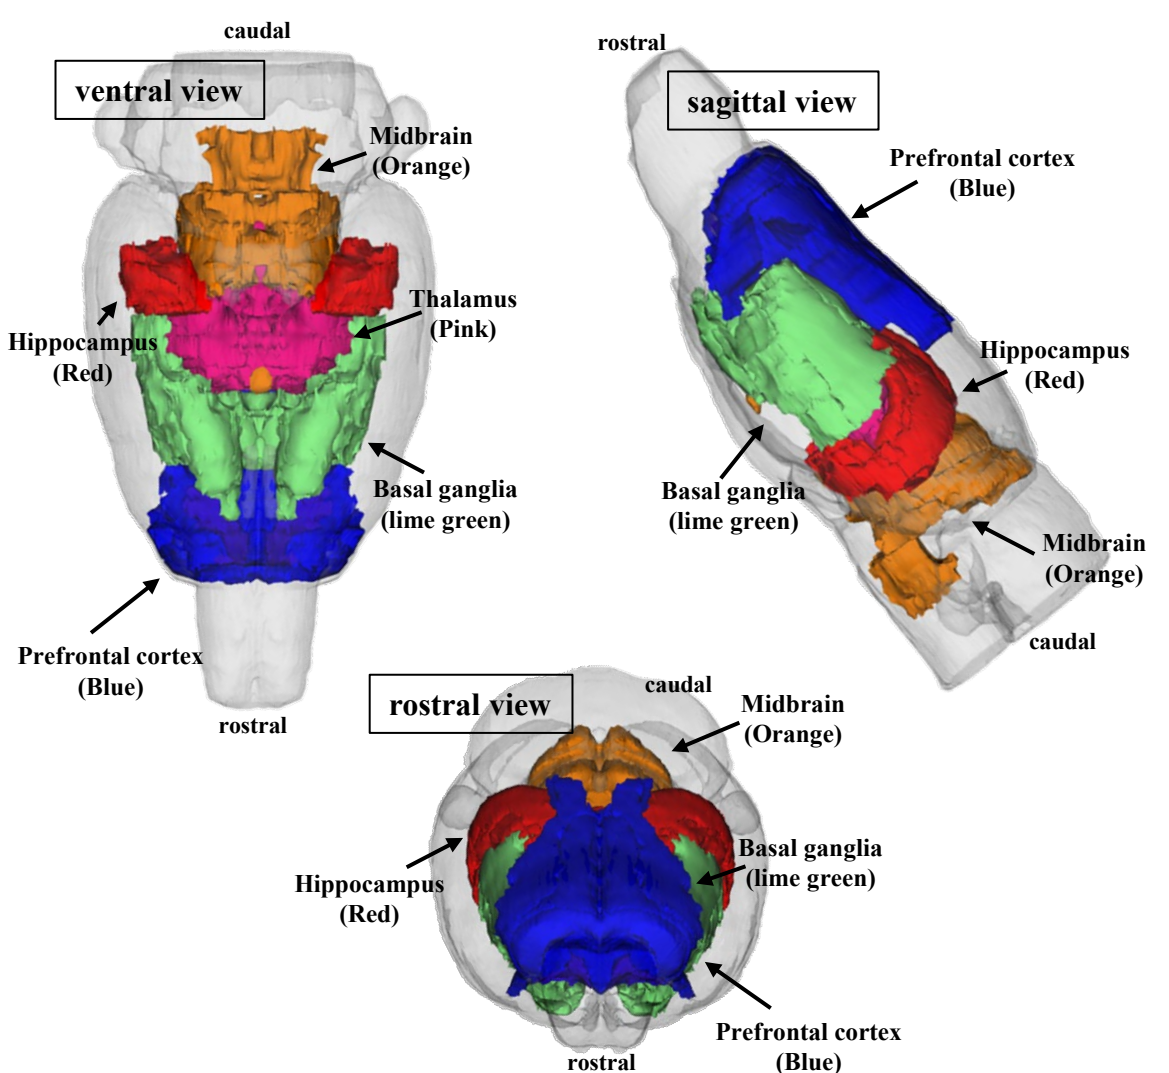 caudal
ventral view
Midbrain
(Orange)
Thalamus
(Pink)
Hippocampus
(Red)
Basal ganglia
(lime green)
Prefrontal cortex
(Blue)
rostral
rostral
sagittal view
Prefrontal cortex
(Blue)
Hippocampus
(Red)
Basal ganglia
(lime green)
Midbrain
(Orange)
caudal
rostral view
caudal
Midbrain
(Orange)
Basal ganglia
(lime green)
Hippocampus
(Red)
Prefrontal cortex
(Blue)
rostral